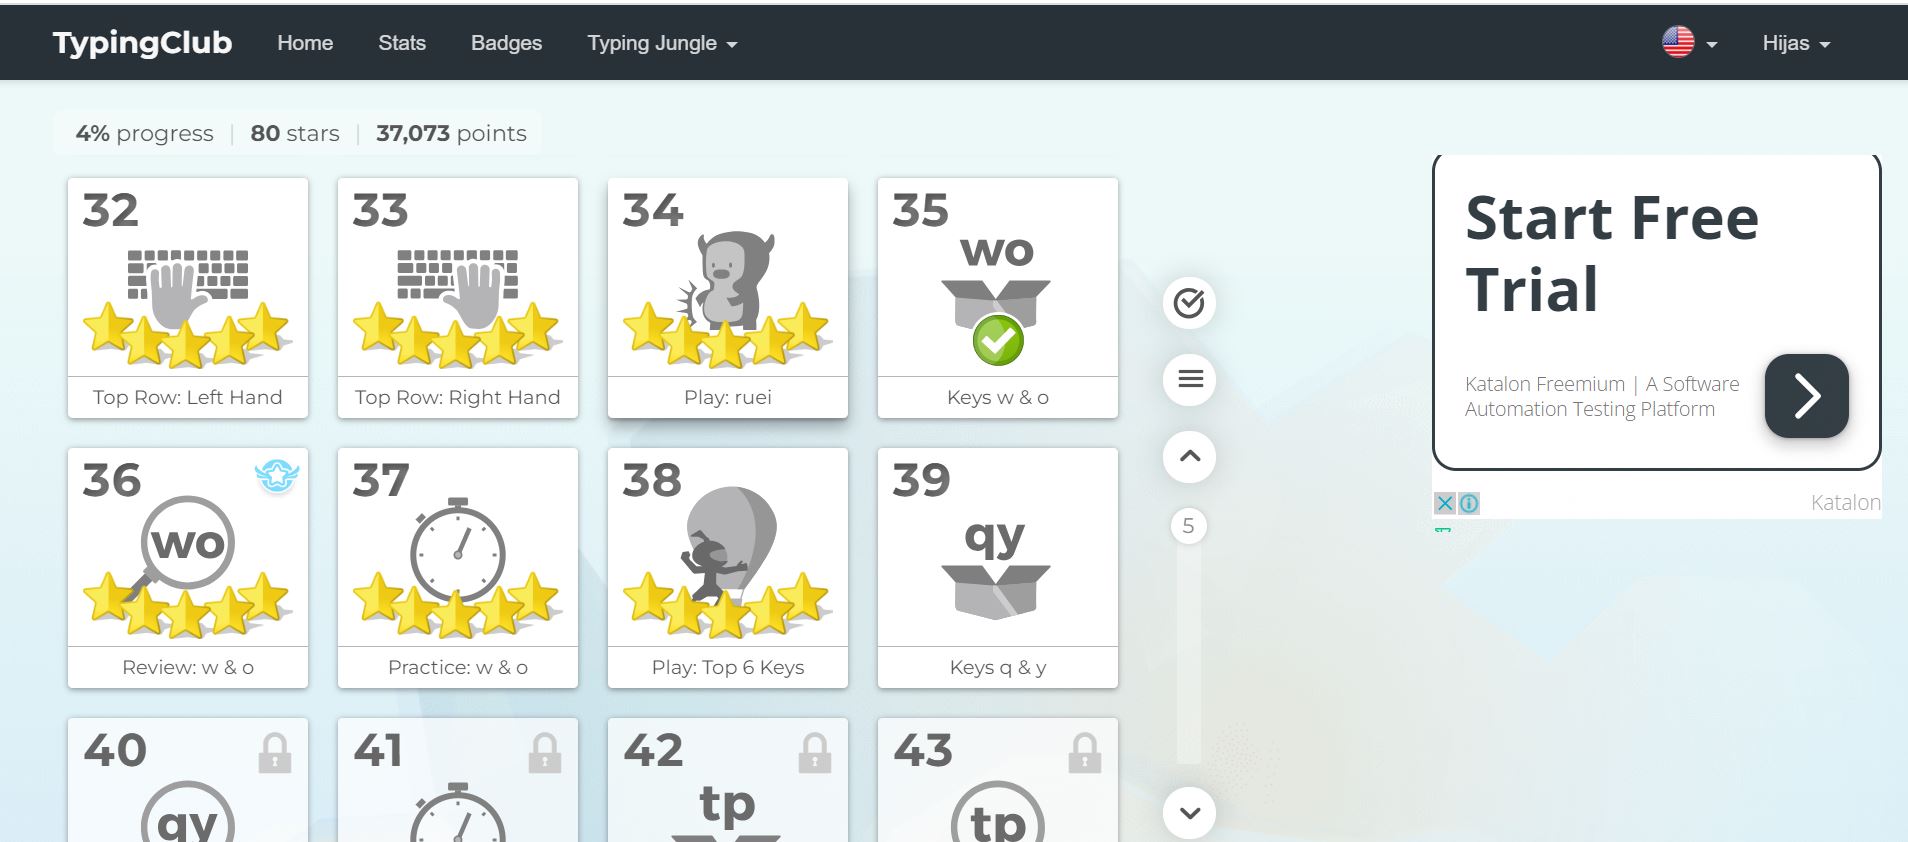 TypingClub Home Stats Badges Typing Jungle Hijas
4% progress | 80 stars | 37,073 points
32
Top Row: Left Hand
33
Top Row: Right Hand
34
Play: ruei
35
wo
Keys w & o
36
wo
Review: w & o
37
Practice: w & o
38
Play: Top 6 Keys
39
qy
Keys q & y
40
qy
41
42
tp
43
tp
5
Start Free
Trial
Katalon Freemium | A Software
Automation Testing Platform
Katalon